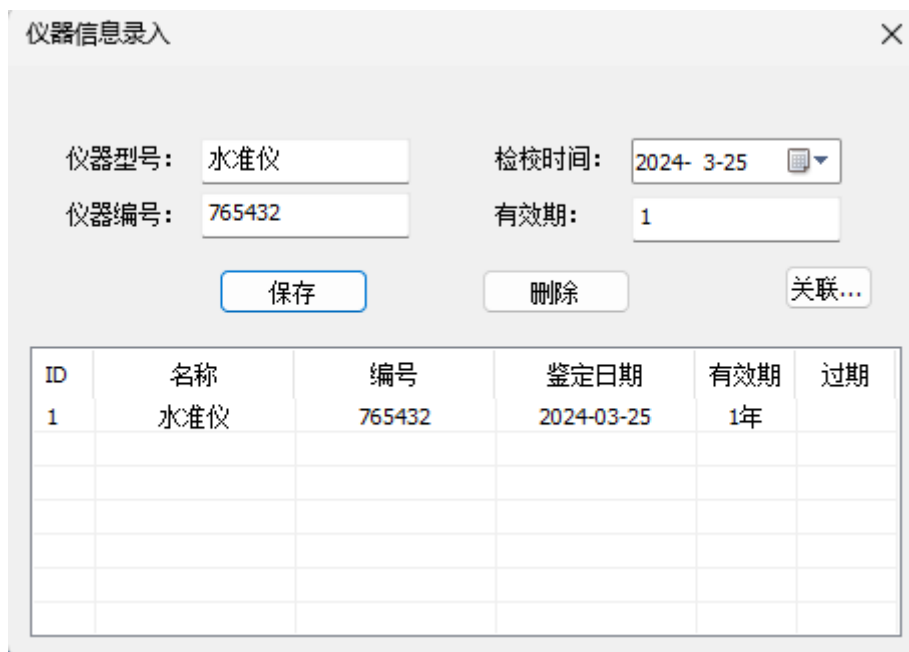 仪器信息录入
仪器型号: 水准仪 检校时间: 2024- 3-25
仪器编号: 765432 有效期: 1
保存 删除 关联...
ID 名称 编号 鉴定日期 有效期 过期
1 水准仪 765432 2024-03-25 1年